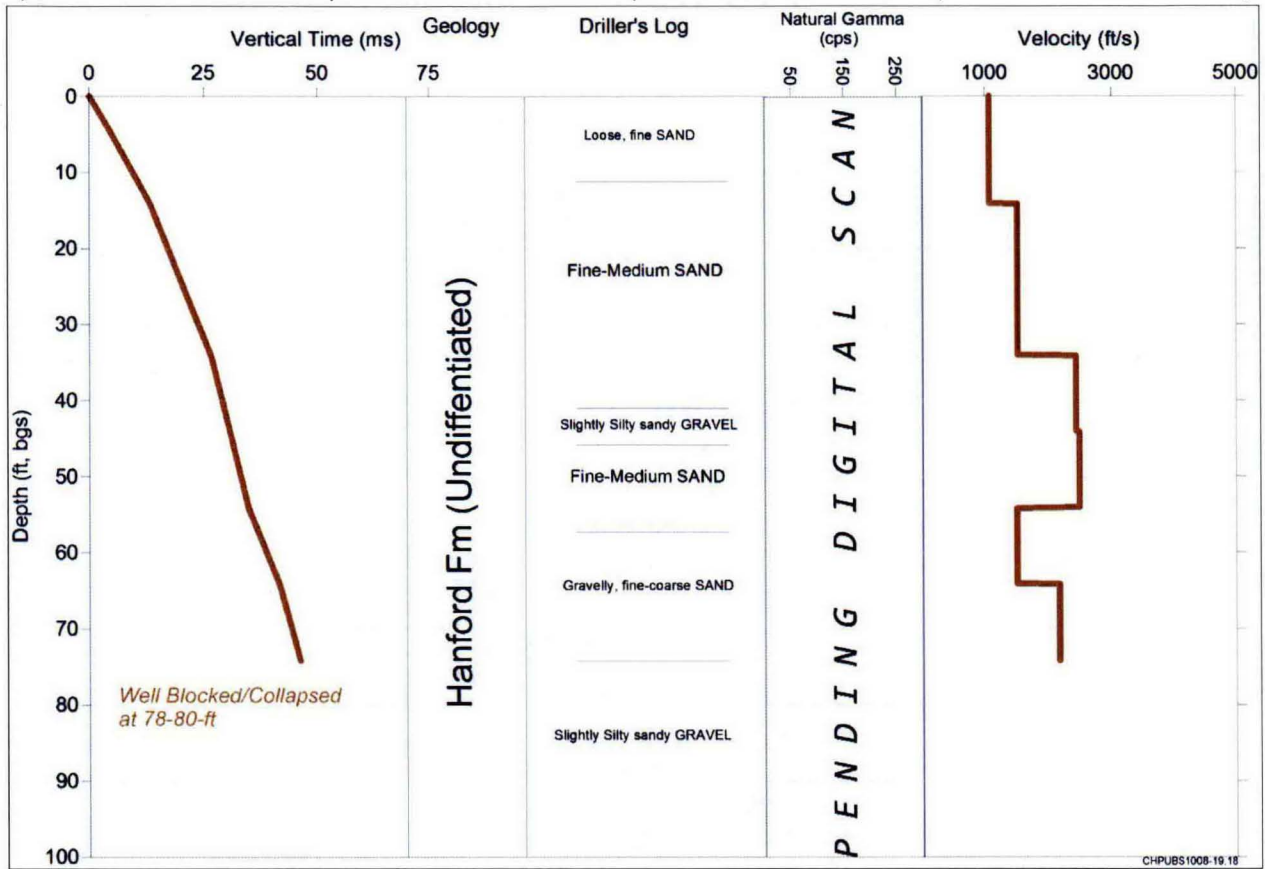 Vertical Time (ms)
Geology
Driller's Log
Natural Gamma
(cps)
Velocity (ft/s)
0
25
50
75
50
150
250
1000
3000
5000
Depth (ft, bgs)
0
10
20
30
40
50
60
70
80
90
100
Well Blocked/Collapsed
at 78-80-ft
Hanford Fm (Undiffentiated)
Loose, fine SAND
Fine-Medium SAND
Slightly Silty sandy GRAVEL
Fine-Medium SAND
Gravelly, fine-coarse SAND
Slightly Silty sandy GRAVEL
PENDING DIGITAL SCAN
CHPUBS1008-19.18